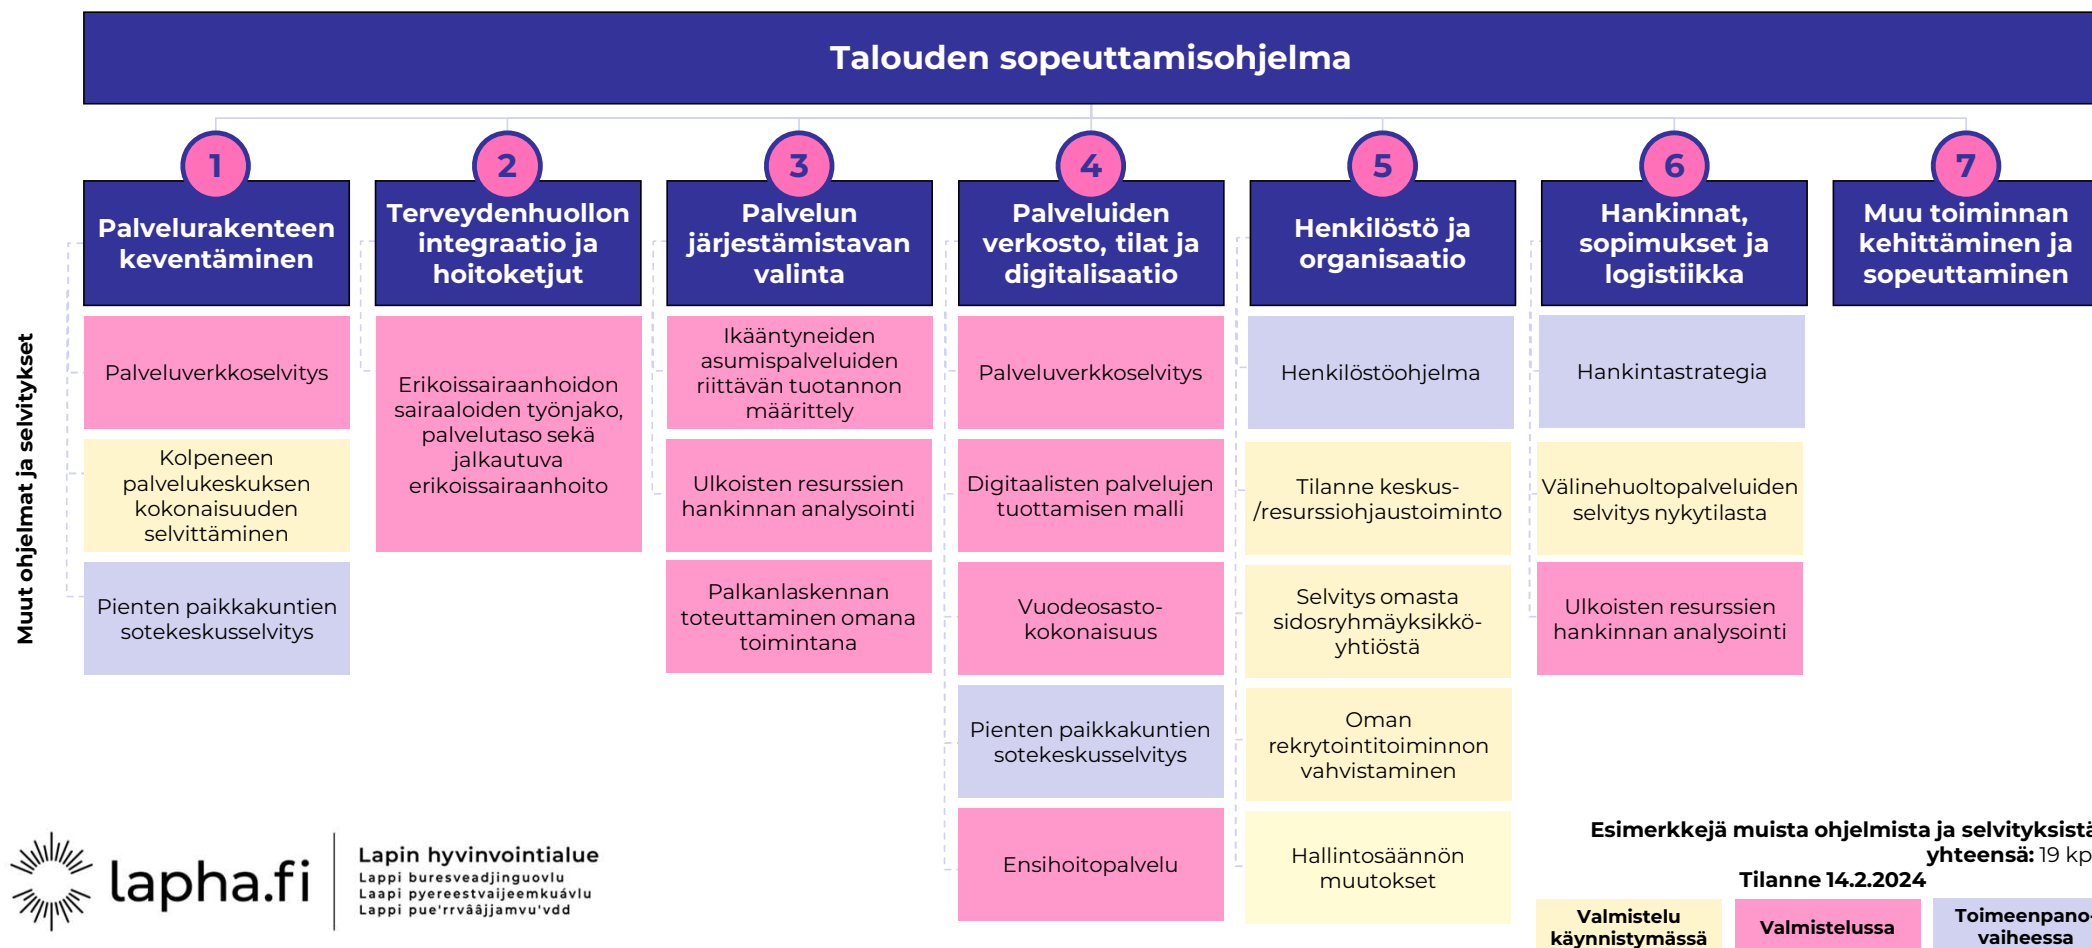 Talouden sopeuttamisohjelma
1
Palvelurakenteen
keventäminen
2
Terveydenhuollon
integraatio ja
hoitoketjut
3
Palvelun
järjestämistavan
valinta
4
Palveluiden
verkosto, tilat ja
digitalisaatio
5
Henkilöstö ja
organisaatio
6
Hankinnat,
sopimukset ja
logistiikka
7
Muu toiminnan
kehittäminen ja
sopeuttaminen
Muut ohjelmat ja selvitykset
Palveluverkkoselvitys
Kolpeneen
palvelukeskuksen
kokonaisuuden
selvittäminen
Pienten paikkakuntien
sotekeskusselvitys
Erikoissairaanhoidon
sairaaloiden työnjako,
palvelutaso sekä
jalkautuva
erikoissairaanhoito
Ikääntyneiden
asumispalveluiden
riittävän tuotannon
määrittely
Ulkoisten resurssien
hankinnan analysointi
Palkanlaskennan
toteuttaminen omana
toimintana
Palveluverkkoselvitys
Digitaalisten palvelujen
tuottamisen malli
Vuodeosasto-
kokonaisuus
Pienten paikkakuntien
sotekeskusselvitys
Ensihoitopalvelu
Henkilöstöohjelma
Tilanne keskus-
/resurssiohjaustoiminto
Selvitys omasta
sidosryhmäyksikkö-
yhtiöstä
Oman
rekrytointitoiminnon
vahvistaminen
Hallintosäännön
muutokset
Hankintastrategia
Välinehuoltopalveluiden
selvitys nykytilasta
Ulkoisten resurssien
hankinnan analysointi
lapha.fi
Lapin hyvinvointialue
Lappi buresveadjinguovlu
Laapi pyereestvaijeemkuávlu
Lappi pue'rrvââjjamvu'vdd
Esimerkkejä muista ohjelmista ja selvityksistä
yhteensä: 19 kp
Tilanne 14.2.2024
Valmistelu
käynnistymässä
Valmistelussa
Toimeenpano-
vaiheessa